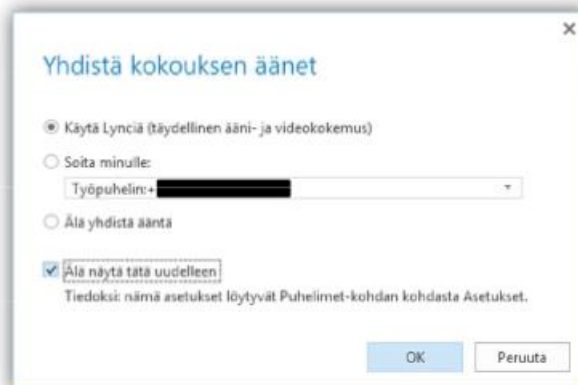 Yhdistä kokouksen äänet
Käytä Lynciä (täydellinen ääni- ja videokokemus)
Soita minulle:
Työpuhelin:+
Älä yhdistä ääntä
Älä näytä tätä uudelleen
Tiedoksi: nämä asetukset löytyvät Puhelimet-kohdan kohdasta Asetukset.
OK Peruuta